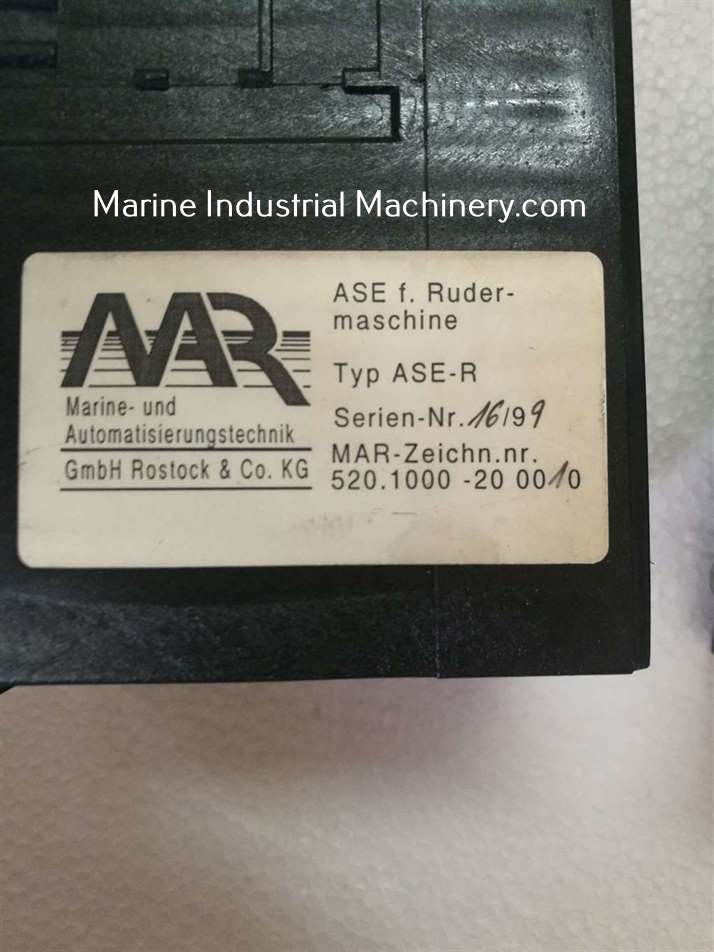 Marine Industrial Machinery.com
MAR
Marine- und
Automatisierungstechnik
GmbH Rostock & Co. KG
ASE f. Ruder-
maschine
Typ ASE-R
Serien-Nr. 16/99
MAR-Zeichn.nr.
520.1000 -20 0010